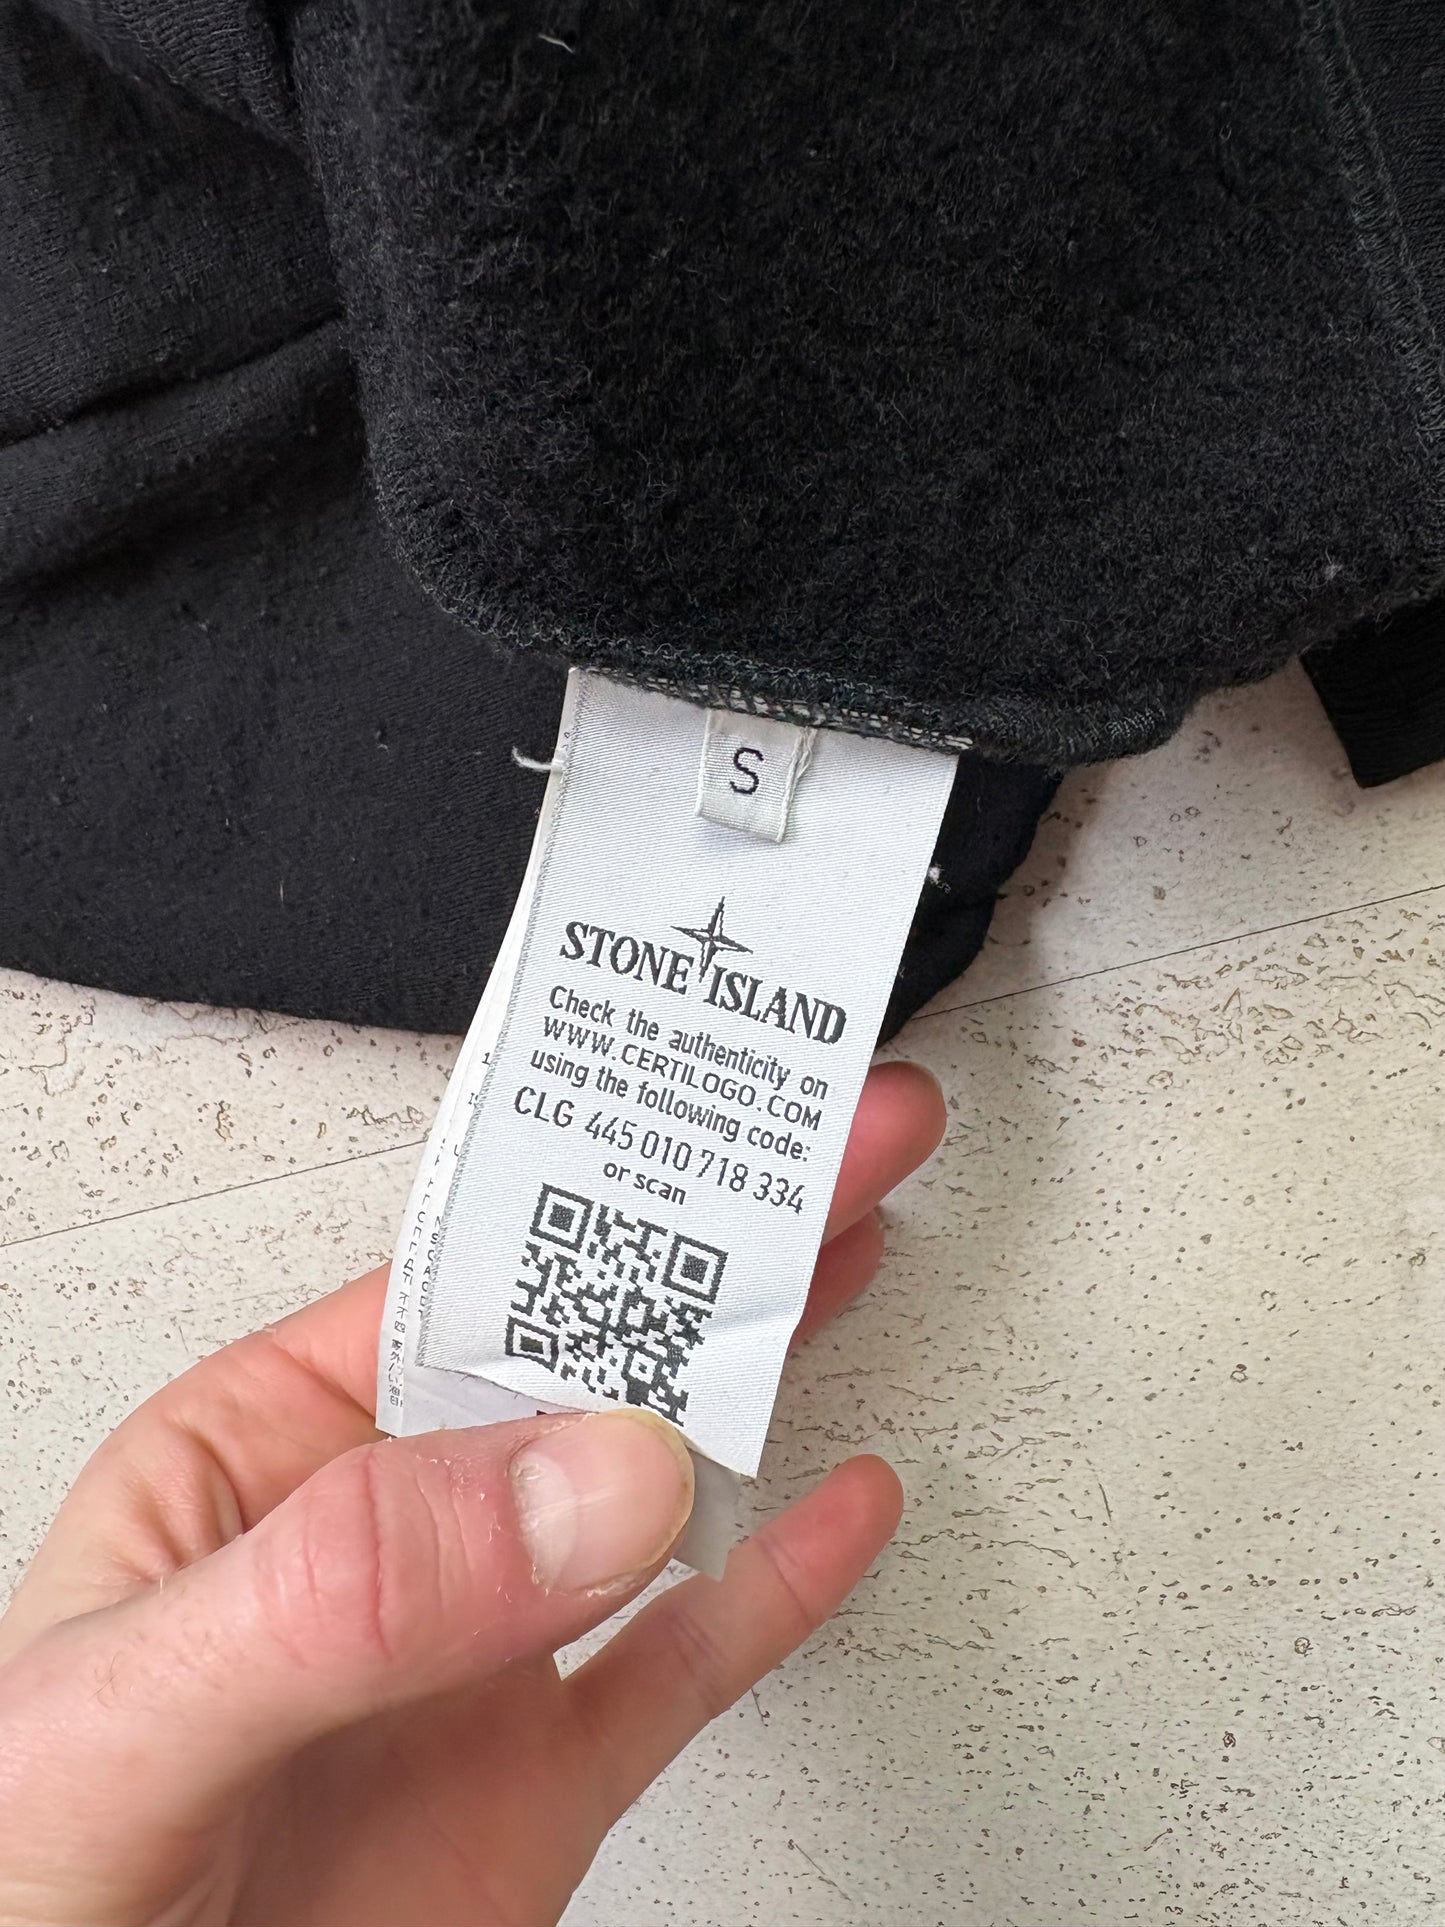 S
STONE ISLAND
Check the authenticity on
WWW.CERTILOGO.COM
using the following code:
CLG 445 010 718 334
or scan